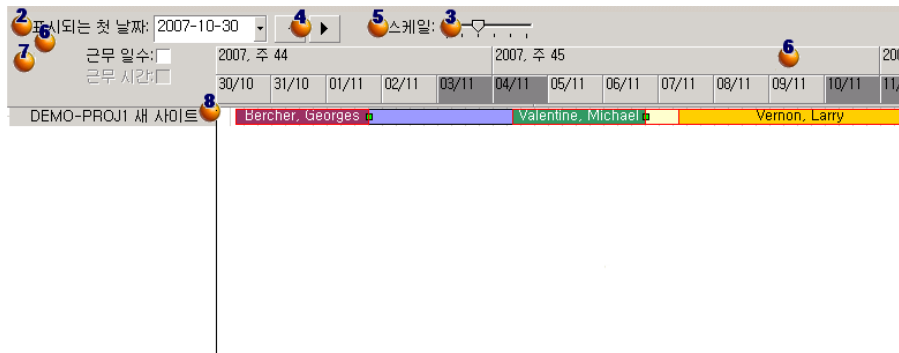 2 표시되는 첫 날짜: 2007-10-30 4 5 스케일: 3
6
7 근무 일수: 2007, 주 44 2007, 주 45 6 200
근무 시간: 30/10 31/10 01/11 02/11 03/11 04/11 05/11 06/11 07/11 08/11 09/11 10/11 11/
DEMO-PROJ1 새 사이트 8 Bercher, Georges Valentine, Michael Vernon, Larry